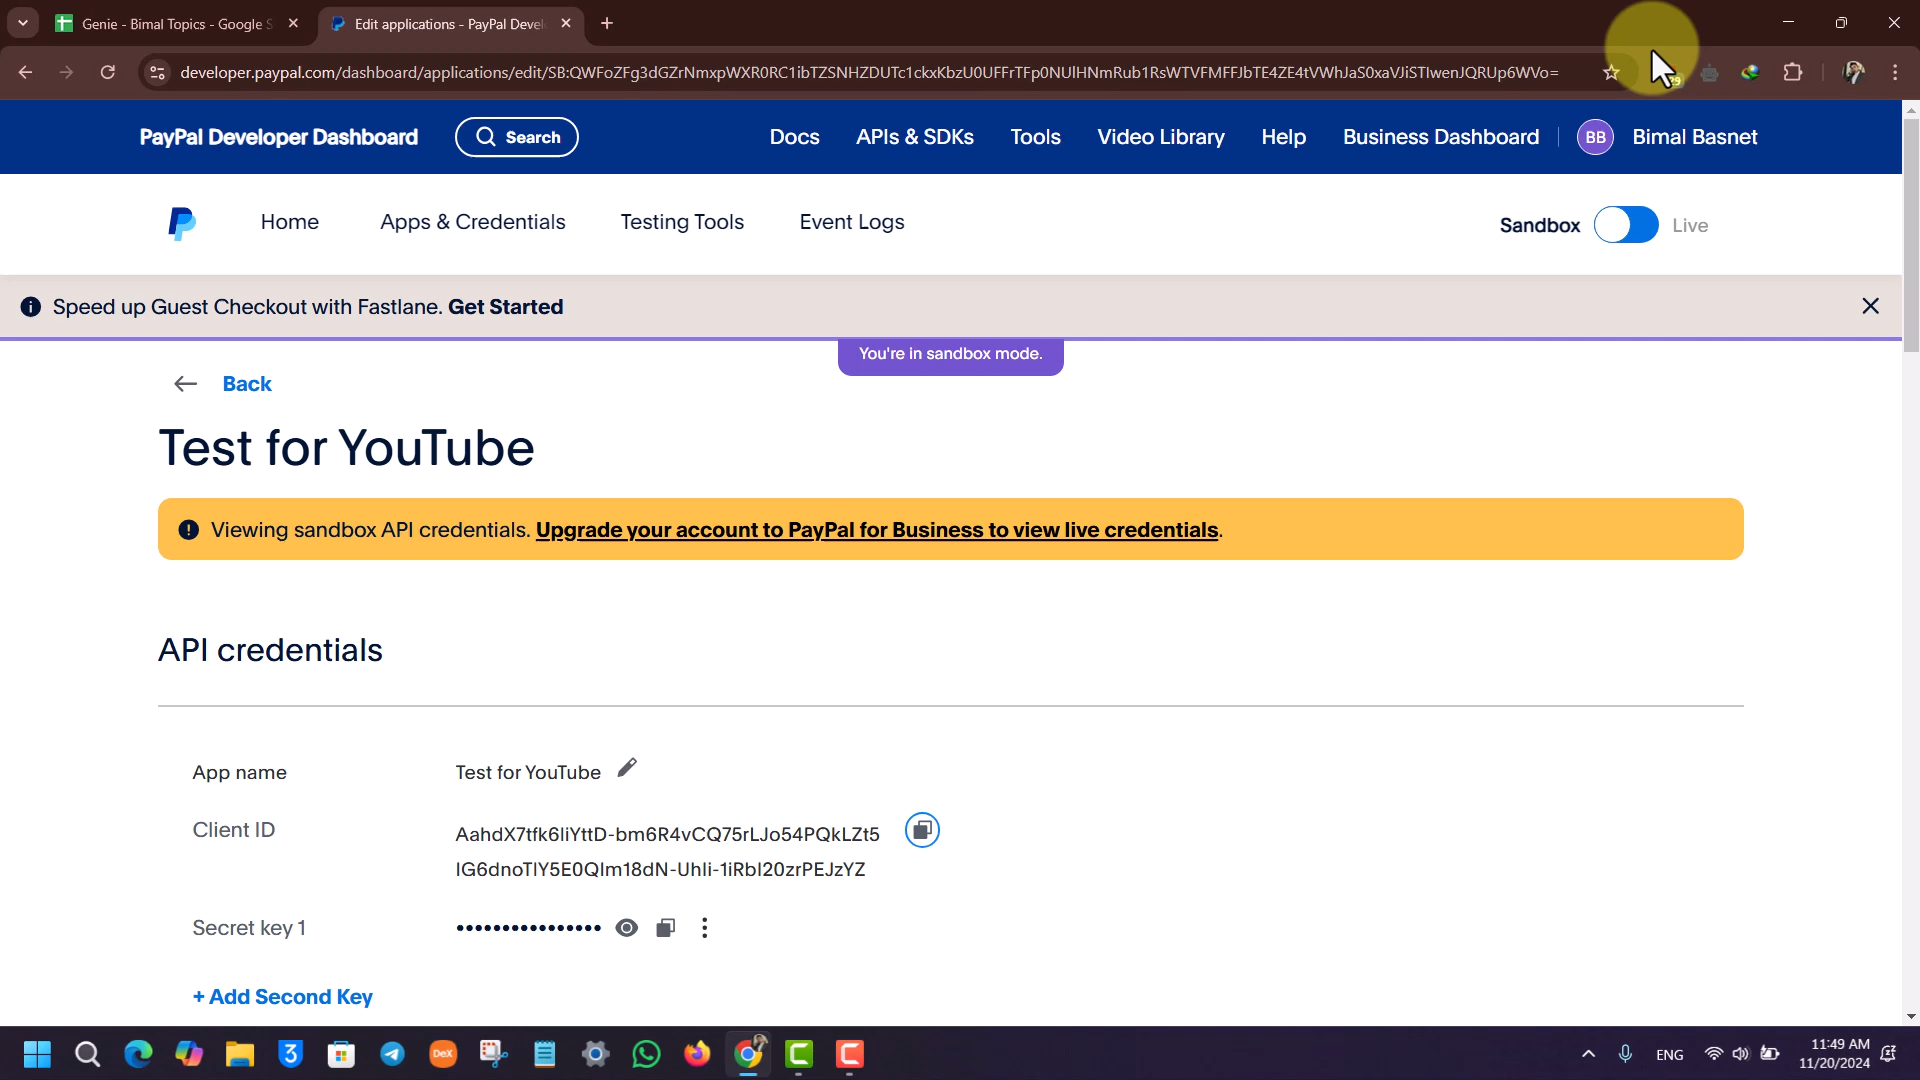 Genie - Bimal Topics - Google S
Edit applications - PayPal Devel
developer.paypal.com/dashboard/applications/edit/
PayPal Developer Dashboard
Search
Docs
APIs & SDKs
Tools
Video Library
Help
Business Dashboard
BB
Bimal Basnet
Home
Apps & Credentials
Testing Tools
Event Logs
Sandbox
Live
Speed up Guest Checkout with Fastlane. Get Started
You're in sandbox mode.
Back
Test for YouTube
Viewing sandbox API credentials. Upgrade your account to PayPal for Business to view live credentials.
API credentials
App name
Test for YouTube
Client ID
AahdX7tfk6liYttD-bm6R4vCQ75rLJo54PQkLZt5
IG6dnoTlY5E0QIm18dN-Uhli-1iRbl20zrPEJzYZ
Secret key 1
+ Add Second Key
DeX
ENG
11:49 AM
11/20/2024